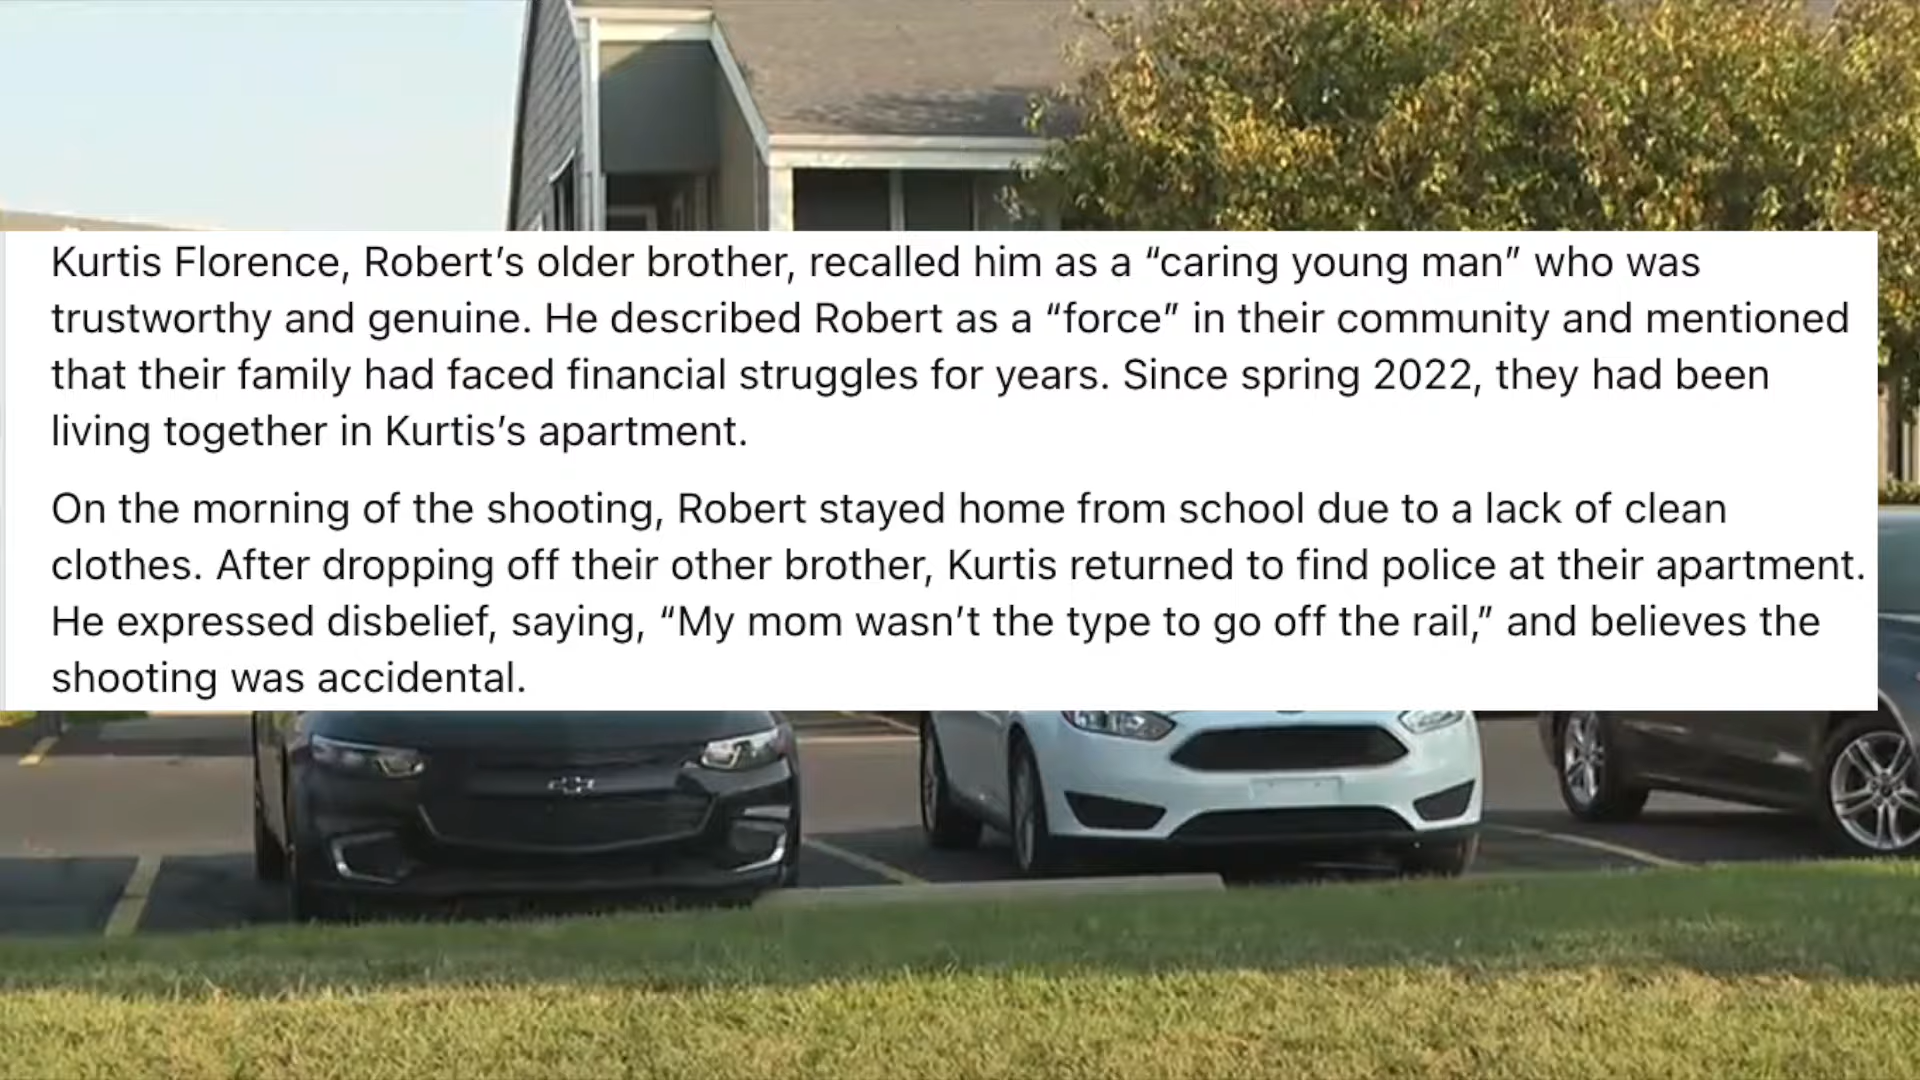 Kurtis Florence, Robert’s older brother, recalled him as a “caring young man” who was
trustworthy and genuine. He described Robert as a “force” in their community and mentioned
that their family had faced financial struggles for years. Since spring 2022, they had been
living together in Kurtis’s apartment.
On the morning of the shooting, Robert stayed home from school due to a lack of clean
clothes. After dropping off their other brother, Kurtis returned to find police at their apartment.
He expressed disbelief, saying, “My mom wasn’t the type to go off the rail,” and believes the
shooting was accidental.